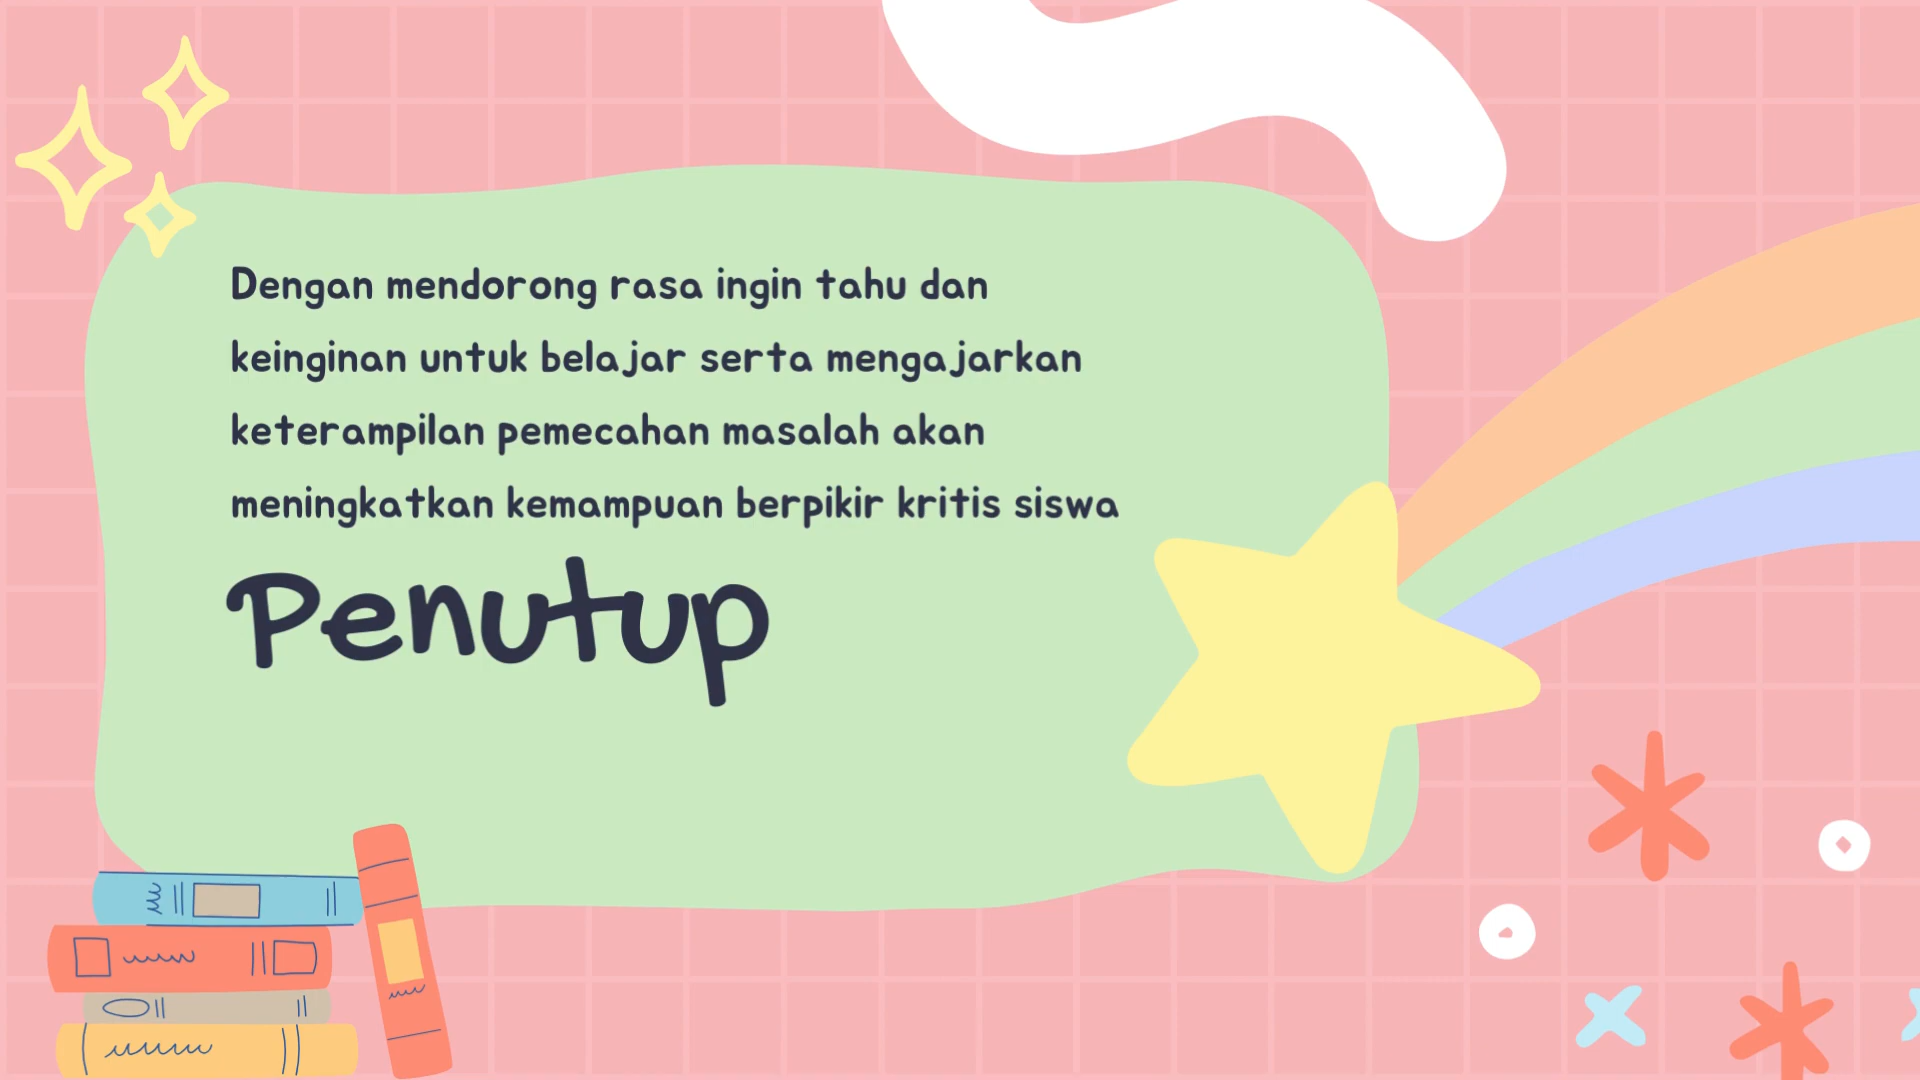 Dengan mendorong rasa ingin tahu dan
keinginan untuk belajar serta mengajarkan
keterampilan pemecahan masalah akan
meningkatkan kemampuan berpikir kritis siswa
Penutup